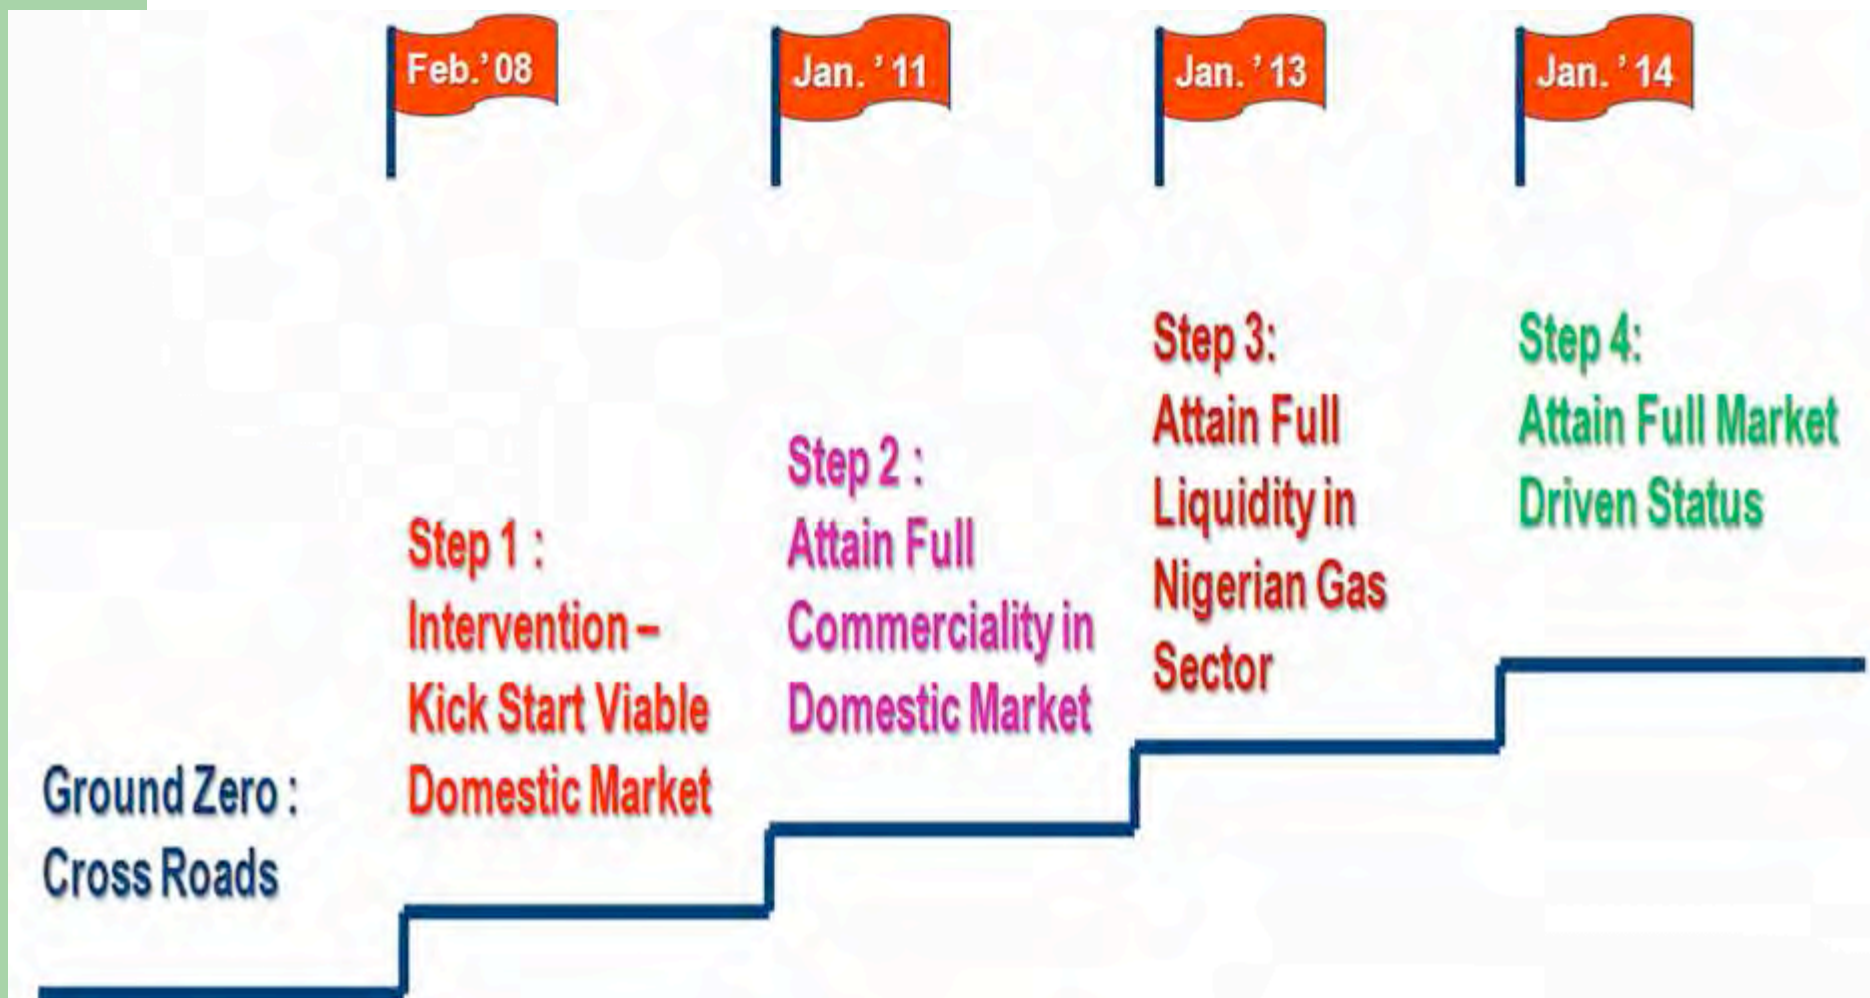 Feb.’08
Jan. ’11
Jan. ’13
Jan. ’14
Ground Zero :
Cross Roads
Step 1 :
Intervention –
Kick Start Viable
Domestic Market
Step 2 :
Attain Full
Commerciality in
Domestic Market
Step 3:
Attain Full
Liquidity in
Nigerian Gas
Sector
Step 4:
Attain Full Market
Driven Status